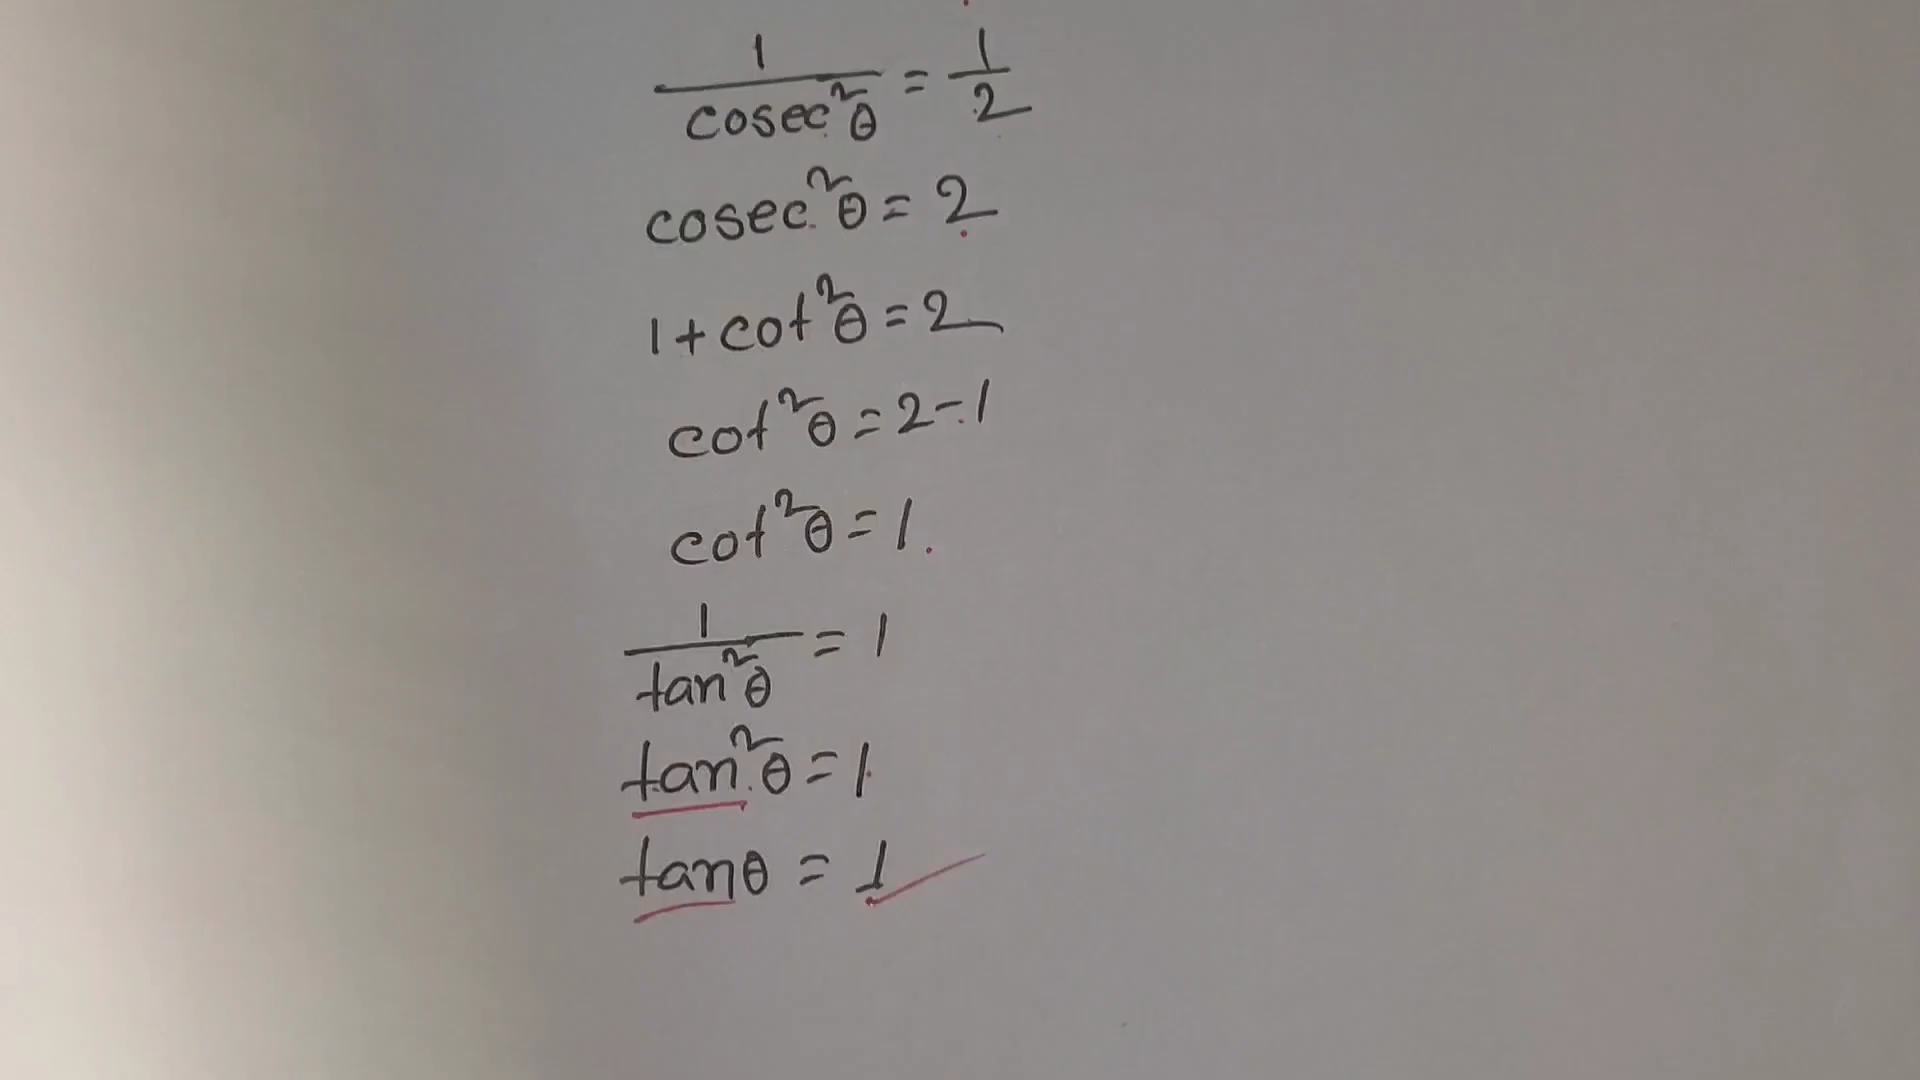 1/cosec²θ = 1/2
cosec²θ = 2
1 + cot²θ = 2
cot²θ = 2 - 1
cot²θ = 1
1/tan²θ = 1
tan²θ = 1
tanθ = 1